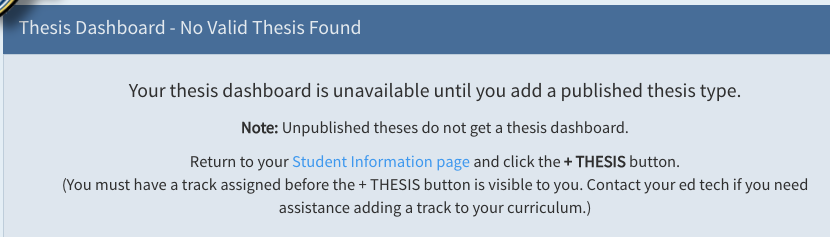 Thesis Dashboard - No Valid Thesis Found
Your thesis dashboard is unavailable until you add a published thesis type.
Note: Unpublished theses do not get a thesis dashboard.
Return to your Student Information page and click the + THESIS button.
(You must have a track assigned before the + THESIS button is visible to you. Contact your ed tech if you need
assistance adding a track to your curriculum.)